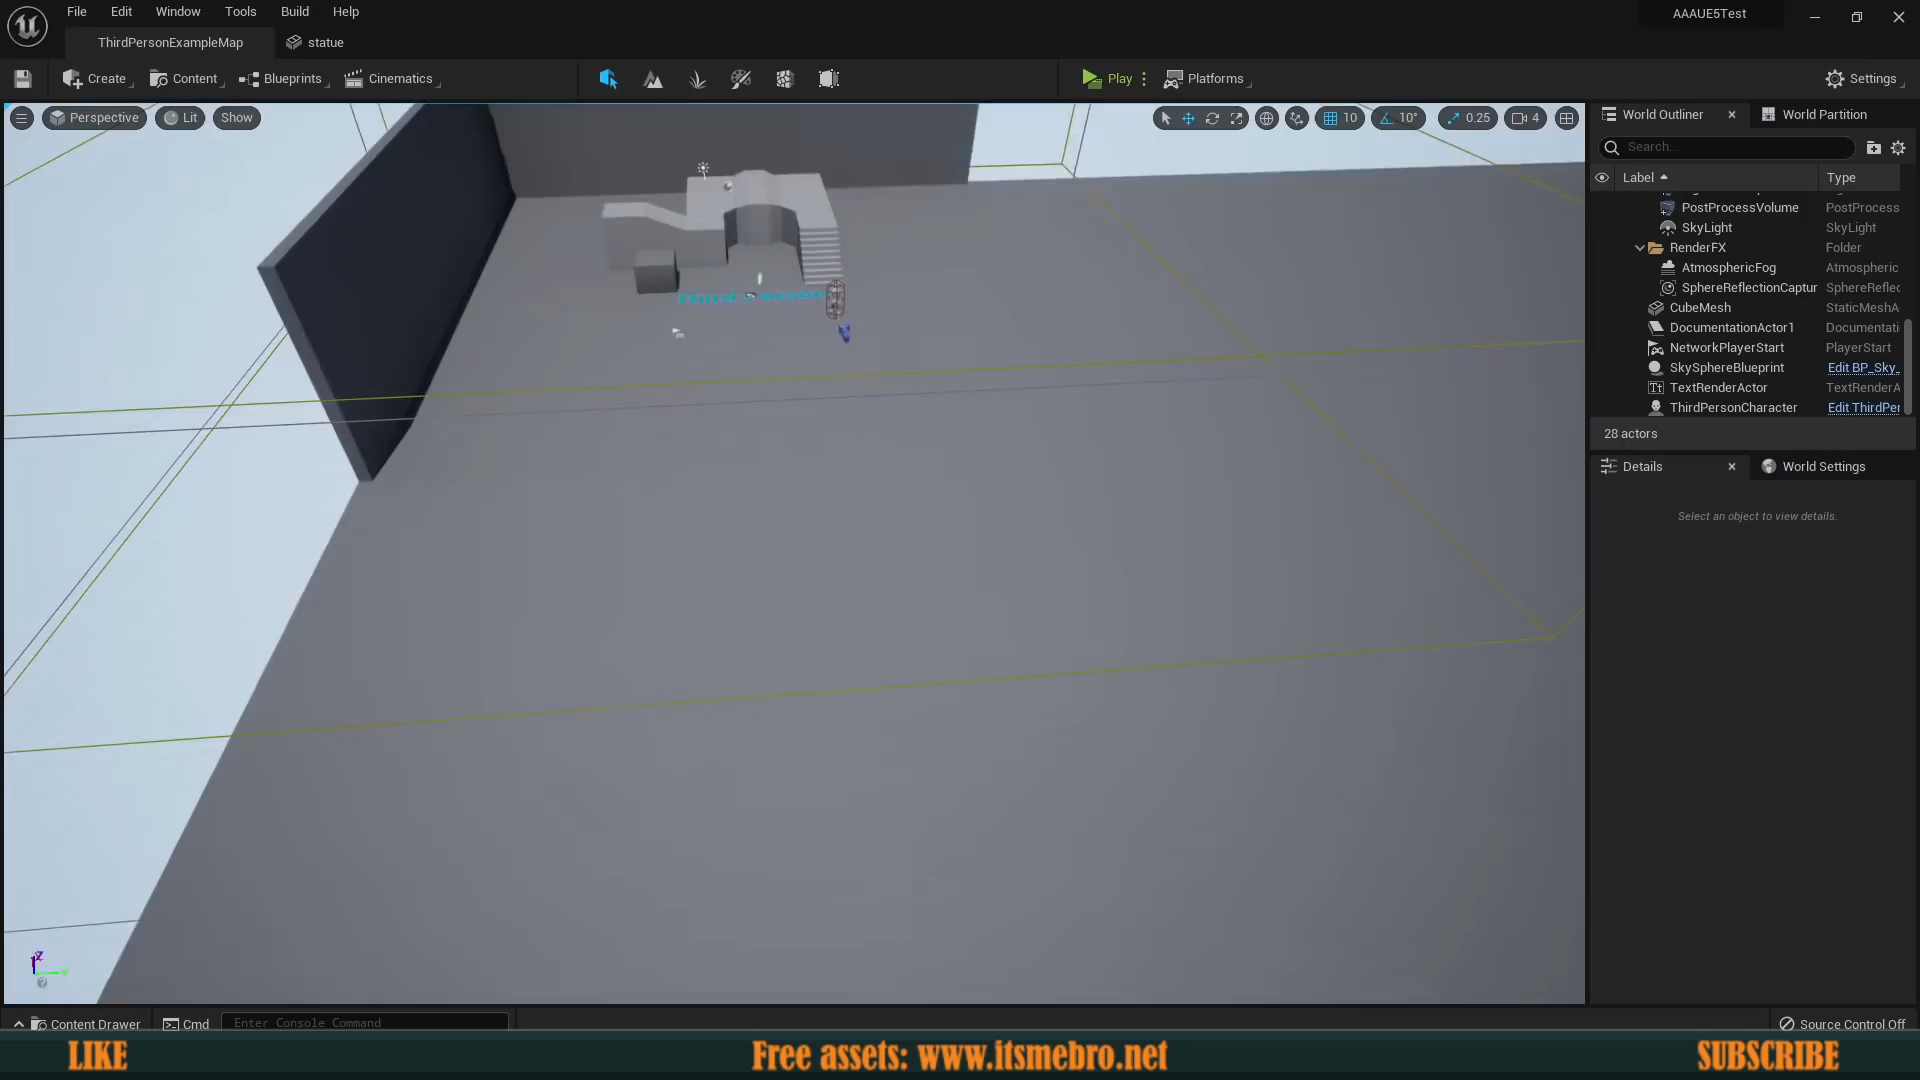 File Edit Window Tools Build Help
AAAUE5Test
ThirdPersonExampleMap statue
Create Content Blueprints Cinematics Play Platforms Settings
Perspective Lit Show 10 10° 0.25 4
World Outliner World Partition
Search...
Label Type
PostProcessVolume PostProcess
SkyLight SkyLight
RenderFX Folder
AtmosphericFog Atmospheric
SphereReflectionCaptur SphereReflec
CubeMesh StaticMeshA
DocumentationActor1 Documentati
NetworkPlayerStart PlayerStart
SkySphereBlueprint Edit BP_Sky_
TextRenderActor TextRenderA
ThirdPersonCharacter Edit ThirdPer
28 actors
Details World Settings
Select an object to view details.
Content Drawer Cmd Enter Console Command Source Control Off
LIKE Free assets: www.itsmebro.net SUBSCRIBE